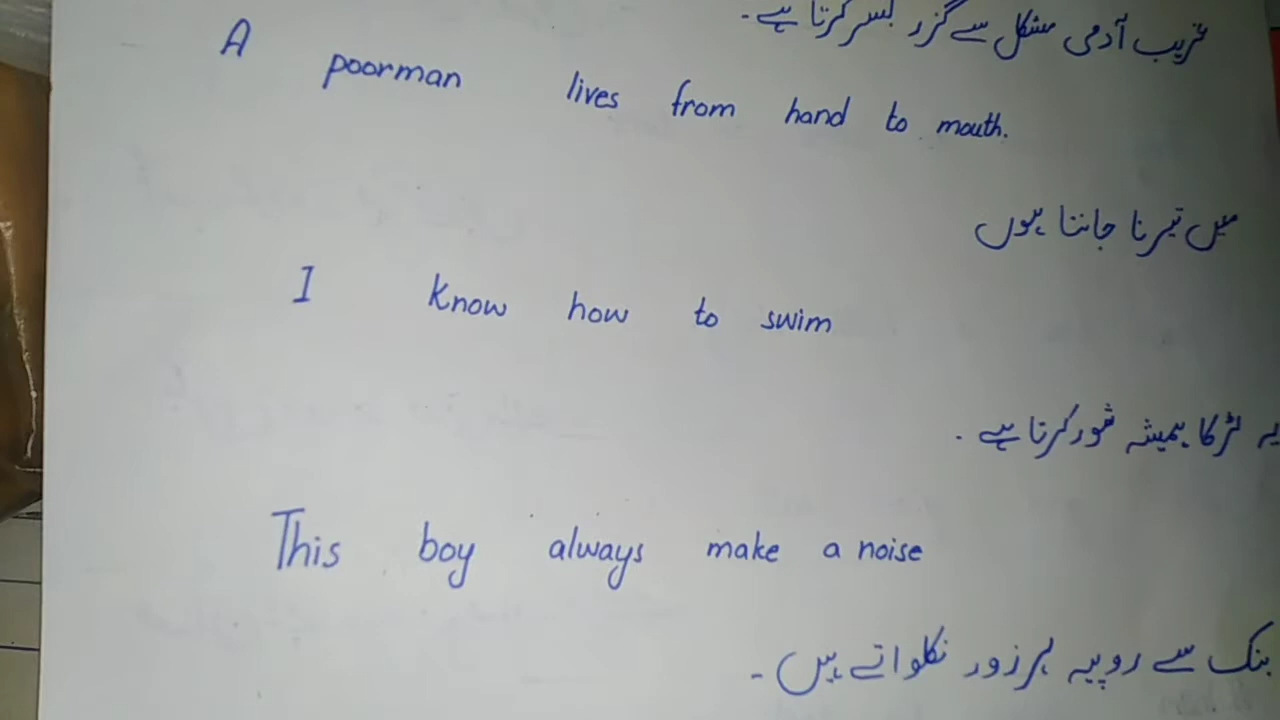 غریب آدمی مشکل سے گزر بسر کرتا ہے۔
A poorman lives from hand to mouth.
میں تیرنا جانتا ہوں
I know how to swim
یہ لڑکا ہمیشہ شور کرتا ہے.
This boy always make a noise
بنک سے روپیہ ہر زور نکلواتے ہیں۔